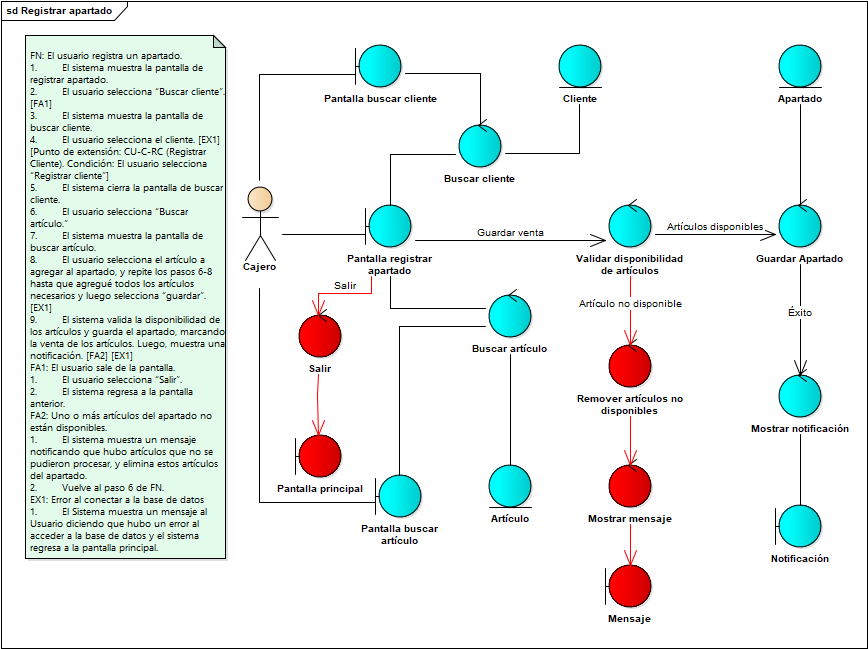 sd Registrar apartado
FN: El usuario registra un apartado.
1. El sistema muestra la pantalla de
registrar apartado.
2. El usuario selecciona "Buscar cliente".
[FA1]
3. El sistema muestra la pantalla de
buscar cliente.
4. El usuario selecciona el cliente. [EX1]
[Punto de extensión: CU-C-RC (Registrar
Cliente). Condición: El usuario selecciona
"Registrar cliente"]
5. El sistema cierra la pantalla de buscar
cliente.
6. El usuario selecciona "Buscar
artículo."
7. El sistema muestra la pantalla de
buscar artículo.
8. El usuario selecciona el artículo a
agregar al apartado, y repite los pasos 6-8
hasta que agregué todos los artículos
necesarios y luego selecciona "guardar".
[EX1]
9. El sistema valida la disponibilidad de
los artículos y guarda el apartado, marcando
la venta de los artículos. Luego, muestra una
notificación. [FA2] [EX1]
FA1: El usuario sale de la pantalla.
1. El usuario selecciona "Salir".
2. El sistema regresa a la pantalla
anterior.
FA2: Uno o más artículos del apartado no
están disponibles.
1. El sistema muestra un mensaje
notificando que hubo artículos que no se
pudieron procesar, y elimina estos artículos
del apartado.
2. Vuelve al paso 6 de FN.
EX1: Error al conectar a la base de datos
1. El Sistema muestra un mensaje al
Usuario diciendo que hubo un error al
acceder a la base de datos y el sistema
regresa a la pantalla principal.
Pantalla buscar cliente
Cliente
Apartado
Buscar cliente
Cajero
Pantalla registrar
apartado
Guardar venta
Validar disponibilidad
de artículos
Artículos disponibles
Guardar Apartado
Salir
Artículo no disponible
Éxito
Salir
Buscar artículo
Remover artículos no
disponibles
Mostrar notificación
Pantalla principal
Pantalla buscar
artículo
Artículo
Mostrar mensaje
Notificación
Mensaje